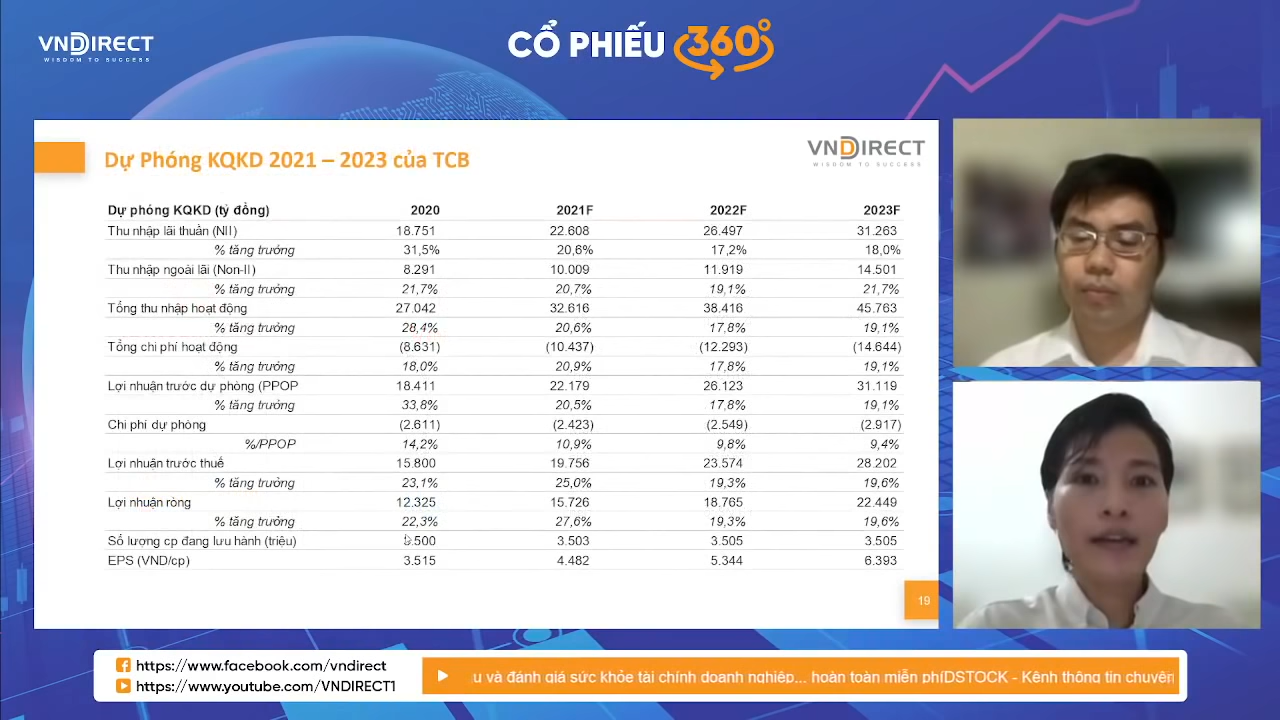 VNDIRECT
WISDOM TO SUCCESS
CỔ PHIẾU 360°
VNDIRECT
WISDOM TO SUCCESS
Dự Phóng KQKD 2021 – 2023 của TCB
Dự phóng KQKD (tỷ đồng) 2020 2021F 2022F 2023F
Thu nhập lãi thuần (NII) 18.751 22.608 26.497 31.263
% tăng trưởng 31,5% 20,6% 17,2% 18,0%
Thu nhập ngoài lãi (Non-II) 8.291 10.009 11.919 14.501
% tăng trưởng 21,7% 20,7% 19,1% 21,7%
Tổng thu nhập hoạt động 27.042 32.616 38.416 45.763
% tăng trưởng 28,4% 20,6% 17,8% 19,1%
Tổng chi phí hoạt động (8.631) (10.437) (12.293) (14.644)
% tăng trưởng 18,0% 20,9% 17,8% 19,1%
Lợi nhuận trước dự phòng (PPOP 18.411 22.179 26.123 31.119
% tăng trưởng 33,8% 20,5% 17,8% 19,1%
Chi phí dự phòng (2.611) (2.423) (2.549) (2.917)
%/PPOP 14,2% 10,9% 9,8% 9,4%
Lợi nhuận trước thuế 15.800 19.756 23.574 28.202
% tăng trưởng 23,1% 25,0% 19,3% 19,6%
Lợi nhuận ròng 12.325 15.726 18.765 22.449
% tăng trưởng 22,3% 27,6% 19,3% 19,6%
Số lượng cp đang lưu hành (triệu) 3.500 3.503 3.505 3.505
EPS (VND/cp) 3.515 4.482 5.344 6.393
19
https://www.facebook.com/vndirect
https://www.youtube.com/VNDIRECT1
u và đánh giá sức khỏe tài chính doanh nghiệp... hoàn toàn miễn phíDSTOCK - Kênh thông tin chuyên